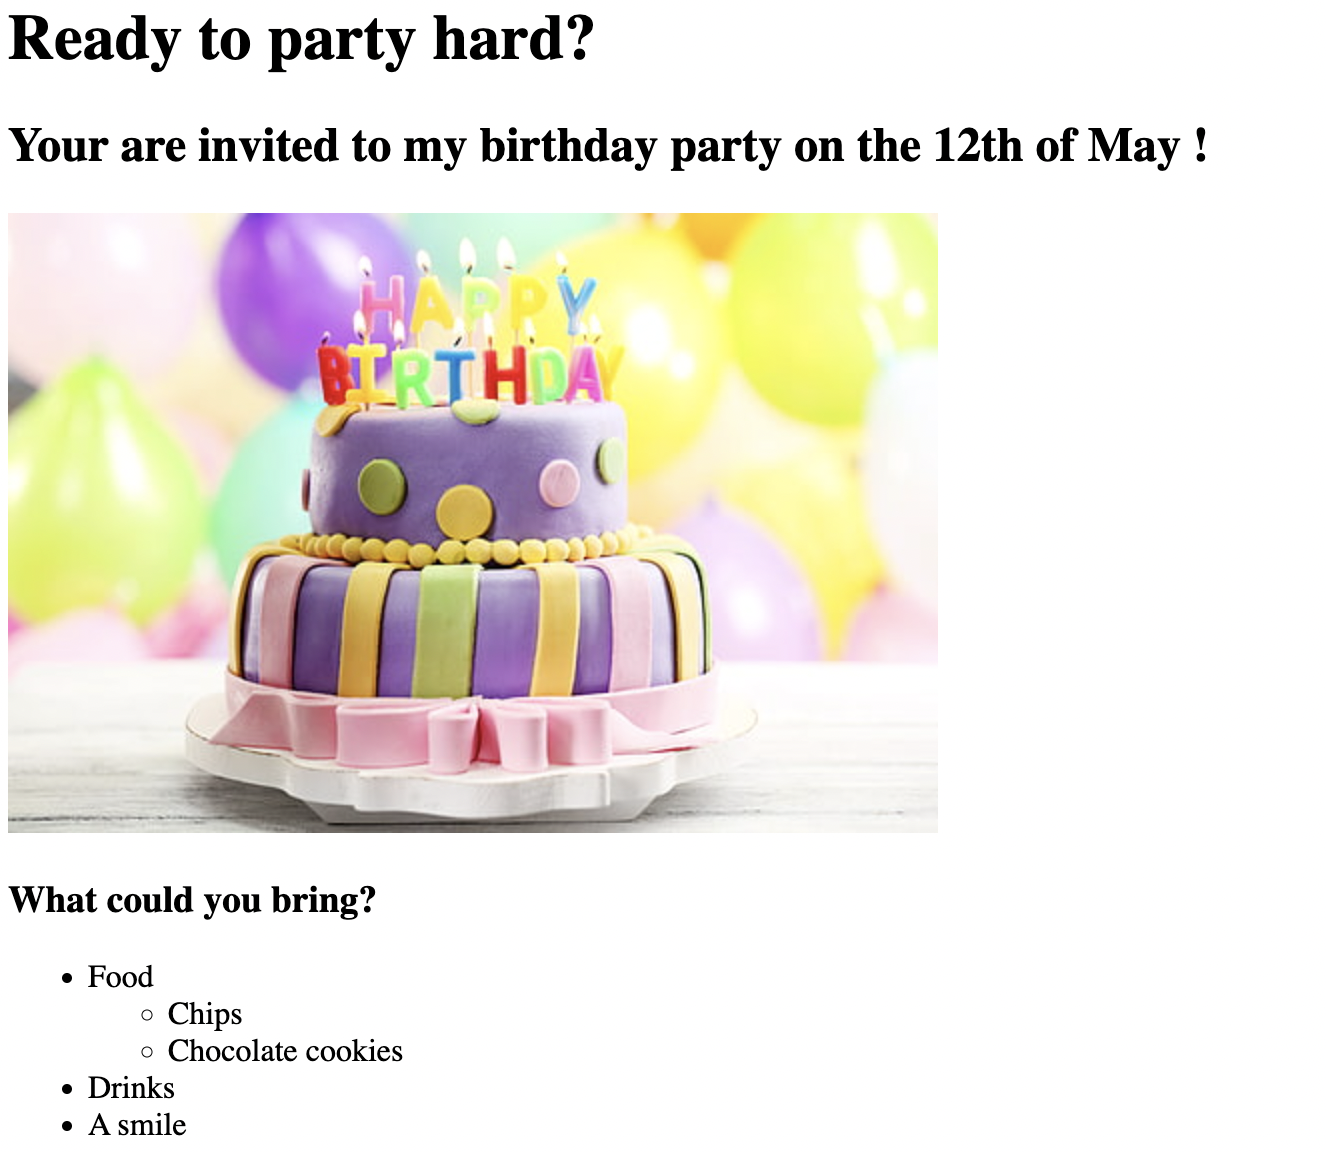 Ready to party hard?
Your are invited to my birthday party on the 12th of May !
HAPPY
BIRTHDAY
What could you bring?
Food
Chips
Chocolate cookies
Drinks
A smile